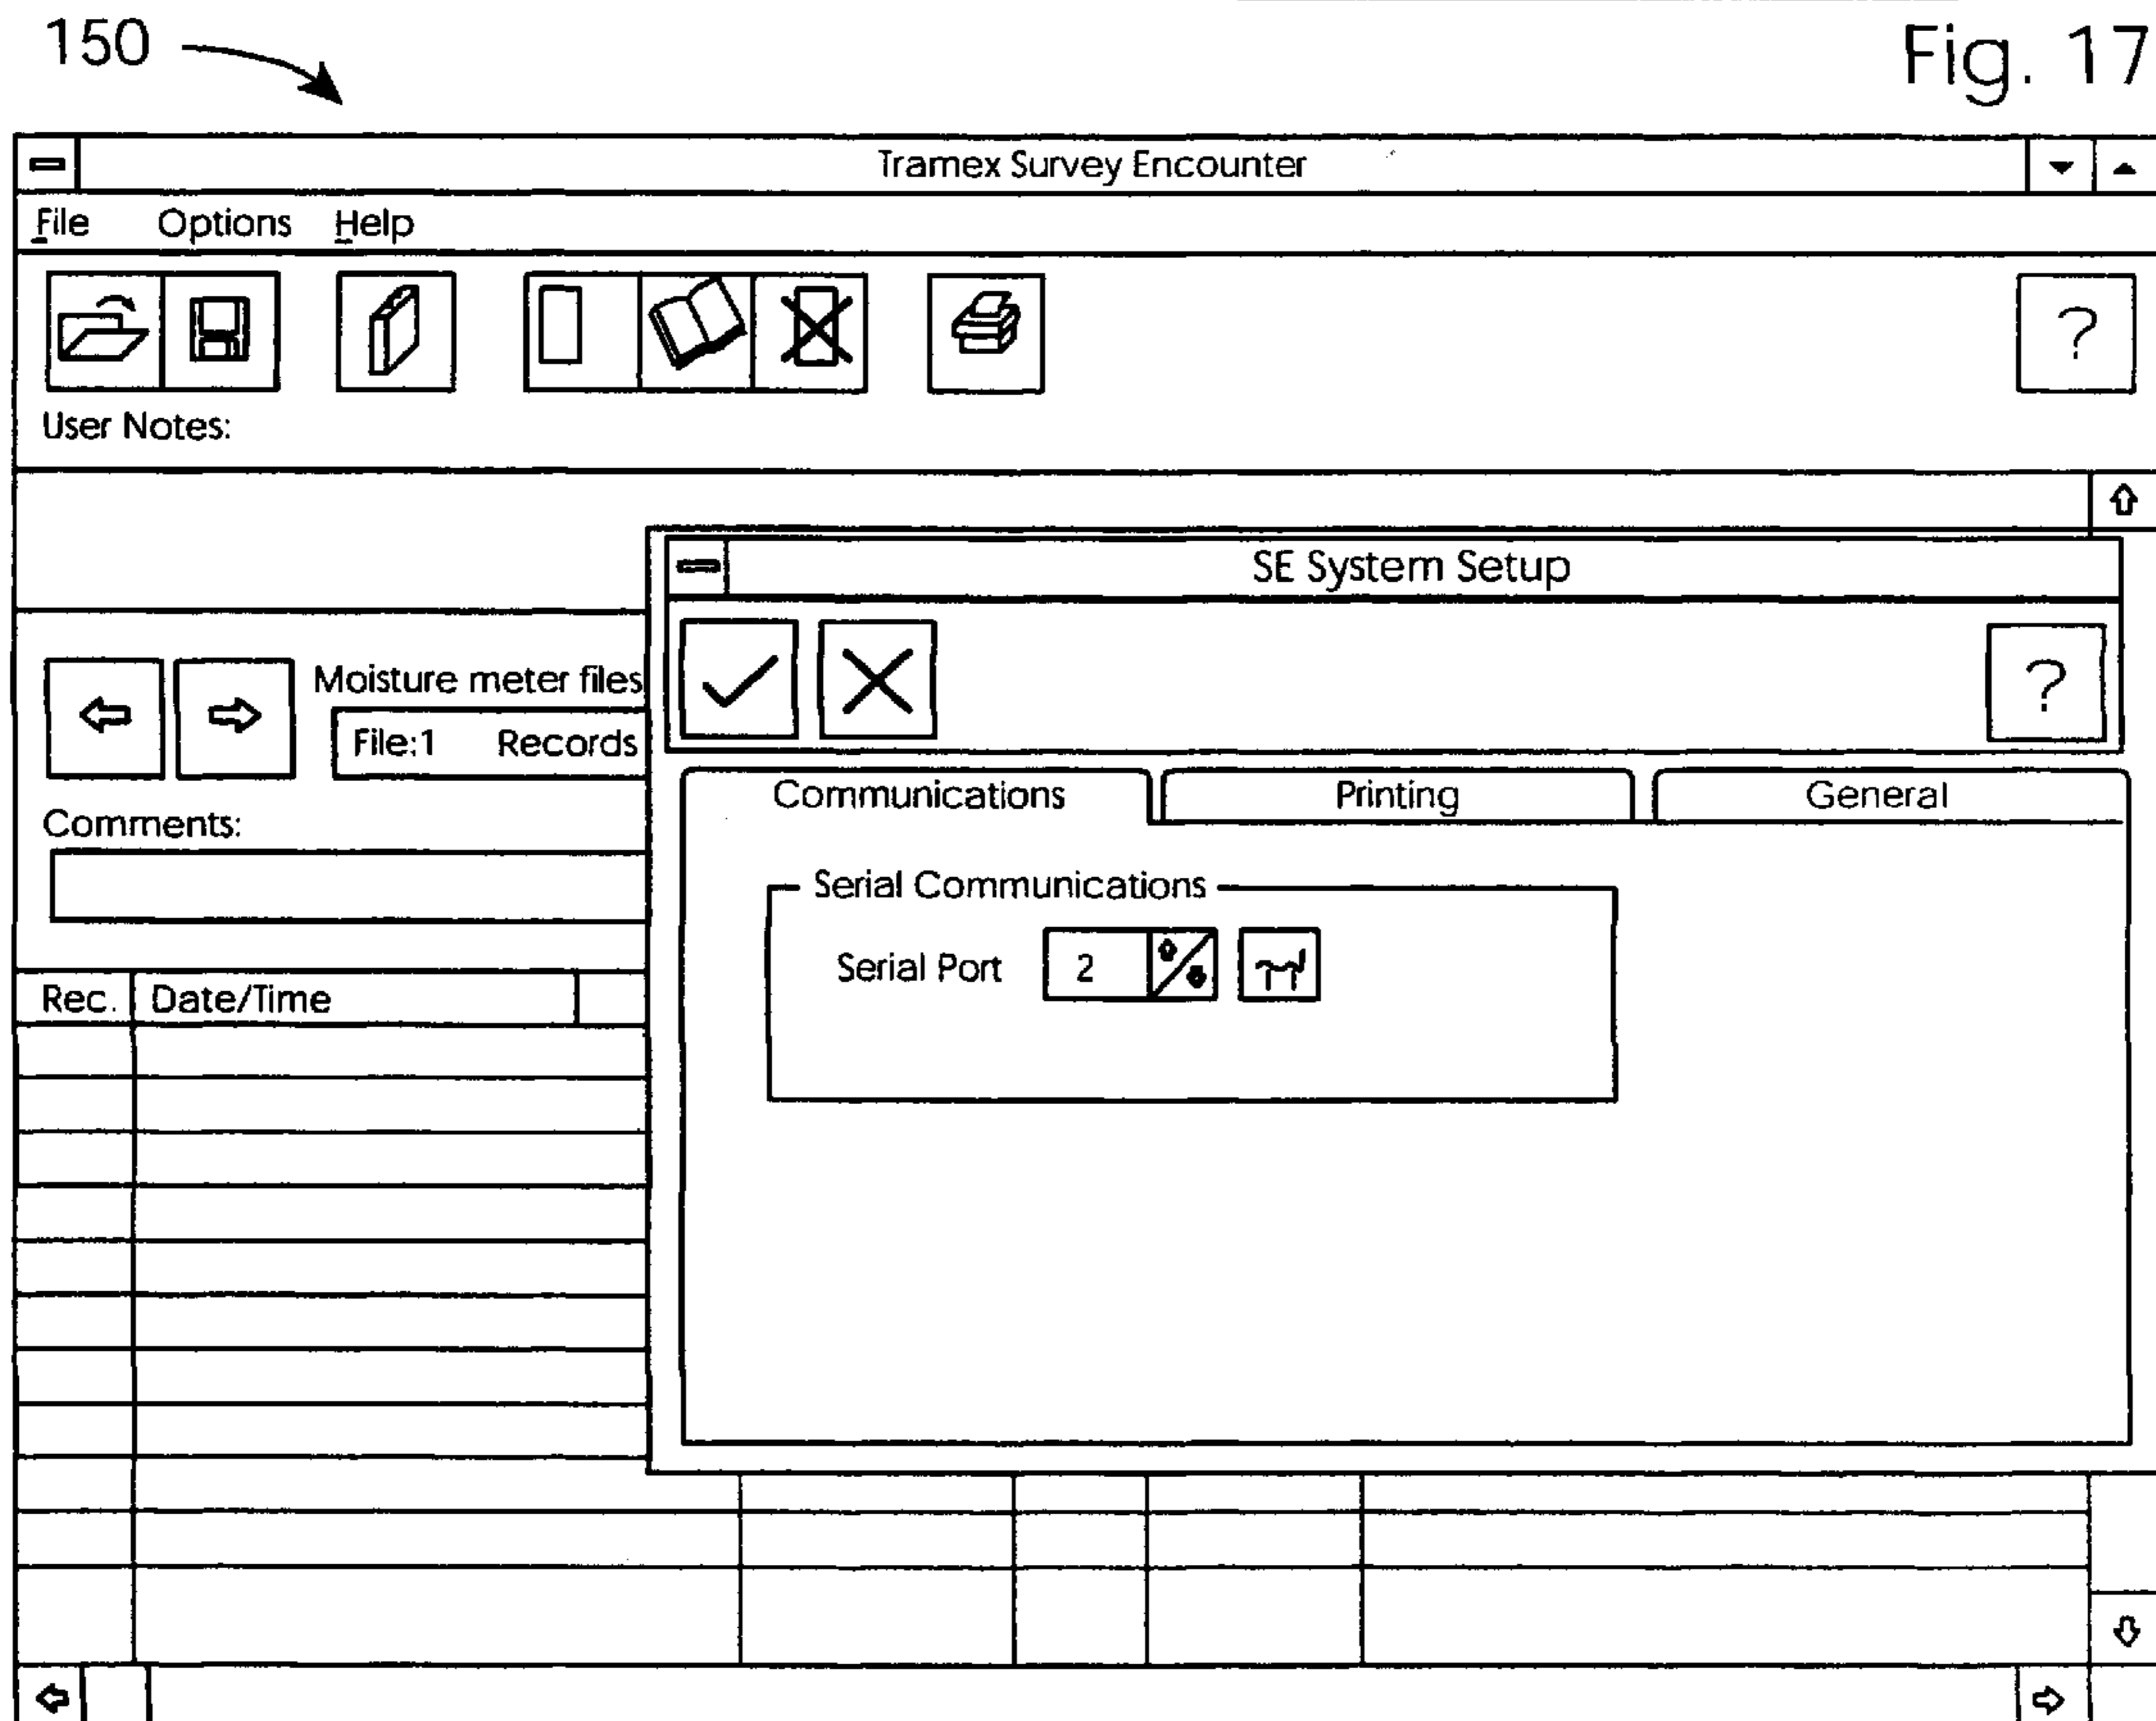 150
Fig. 17
Tramex Survey Encounter
File Options Help
?
User Notes:
SE System Setup
?
Moisture meter files
File:1 Records
Communications Printing General
Comments:
Serial Communications
Serial Port 2
Rec. Date/Time